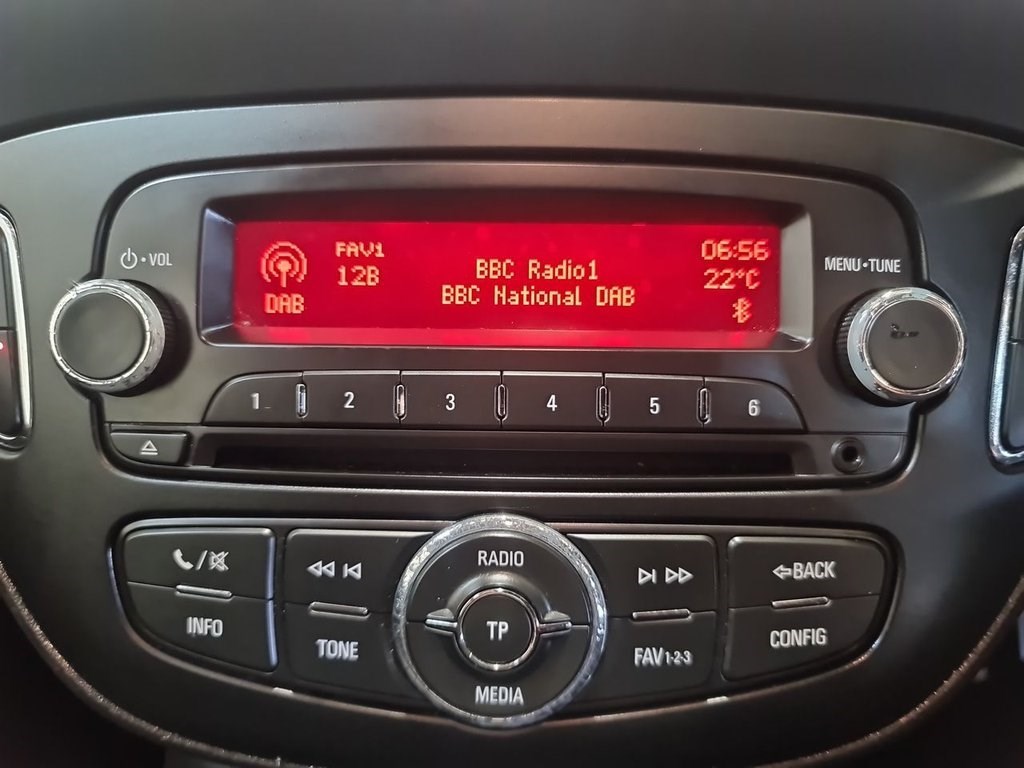 VOL
MENU•TUNE
DAB
FAV1
12B
BBC Radio1
BBC National DAB
06:56
22°C
1
2
3
4
5
6
RADIO
TP
MEDIA
INFO
TONE
BACK
FAV1-2-3
CONFIG